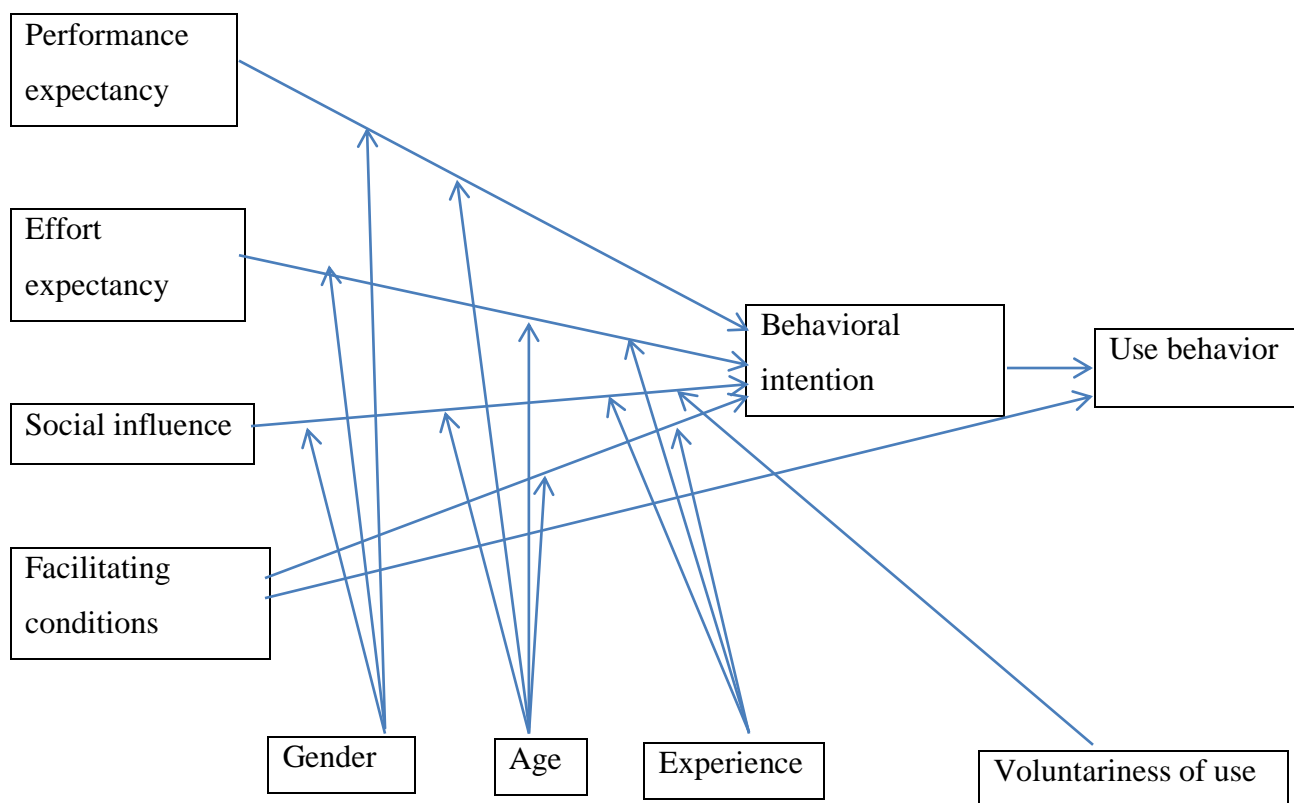 Performance
expectancy
Effort
expectancy
Behavioral
intention
Use behavior
Social influence
Facilitating
conditions
Gender
Age
Experience
Voluntariness of use